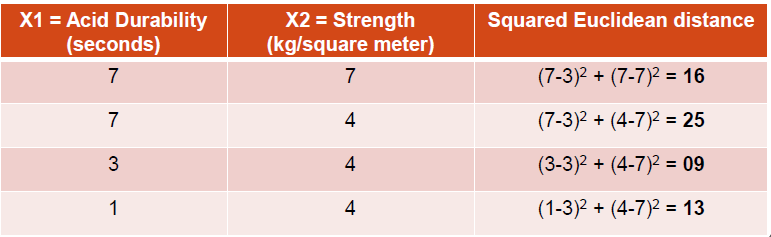 X1 = Acid Durability (seconds) X2 = Strength (kg/square meter) Squared Euclidean distance
7 7 (7-3)² + (7-7)² = 16
7 4 (7-3)² + (4-7)² = 25
3 4 (3-3)² + (4-7)² = 09
1 4 (1-3)² + (4-7)² = 13